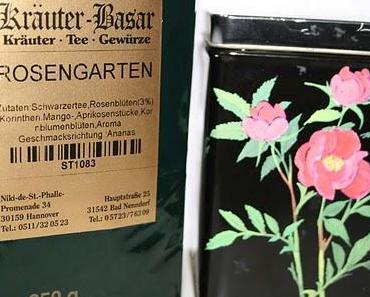 Kräuter-Basar
Kräuter · Tee · Gewürze
ROSENGARTEN
Zutaten:Schwarzertee,Rosenblüten(3%)
Korinthen.Mango-,Aprikosenstücke,Kor
nblumenblüten,Aroma
Geschmacksrichtung :Ananas
ST1083
Niki-de-St.-Phalle-
Promenade 34
30159 Hannover
Tel.: 0511/32 05 23
Hauptstraße 25
31542 Bad Nenndorf
Tel.: 05723/76309
250 g